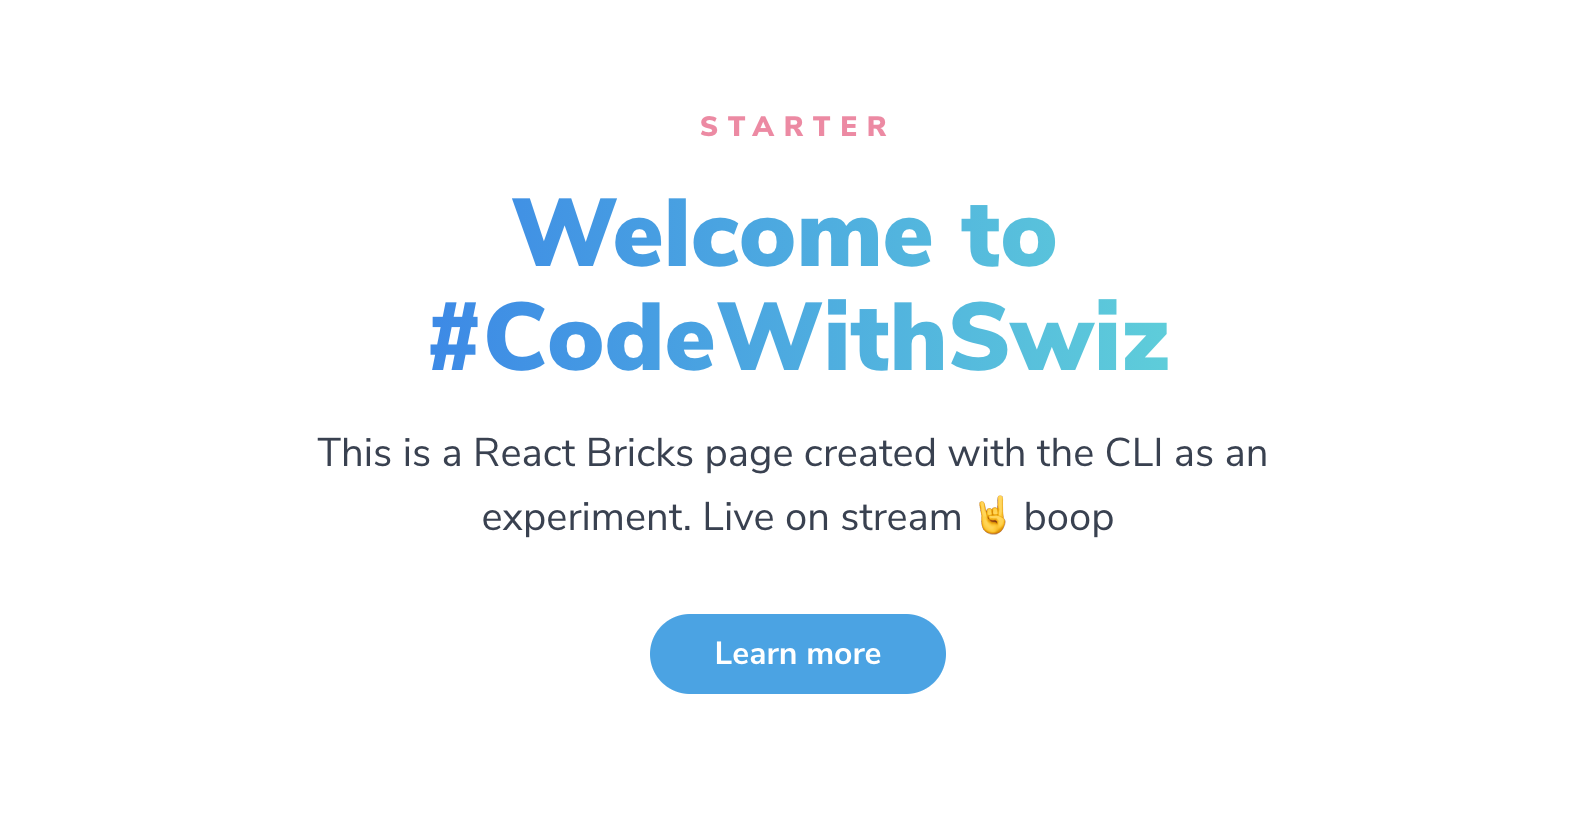 STARTER
Welcome to
#CodeWithSwiz
This is a React Bricks page created with the CLI as an
experiment. Live on stream 🤘 boop
Learn more